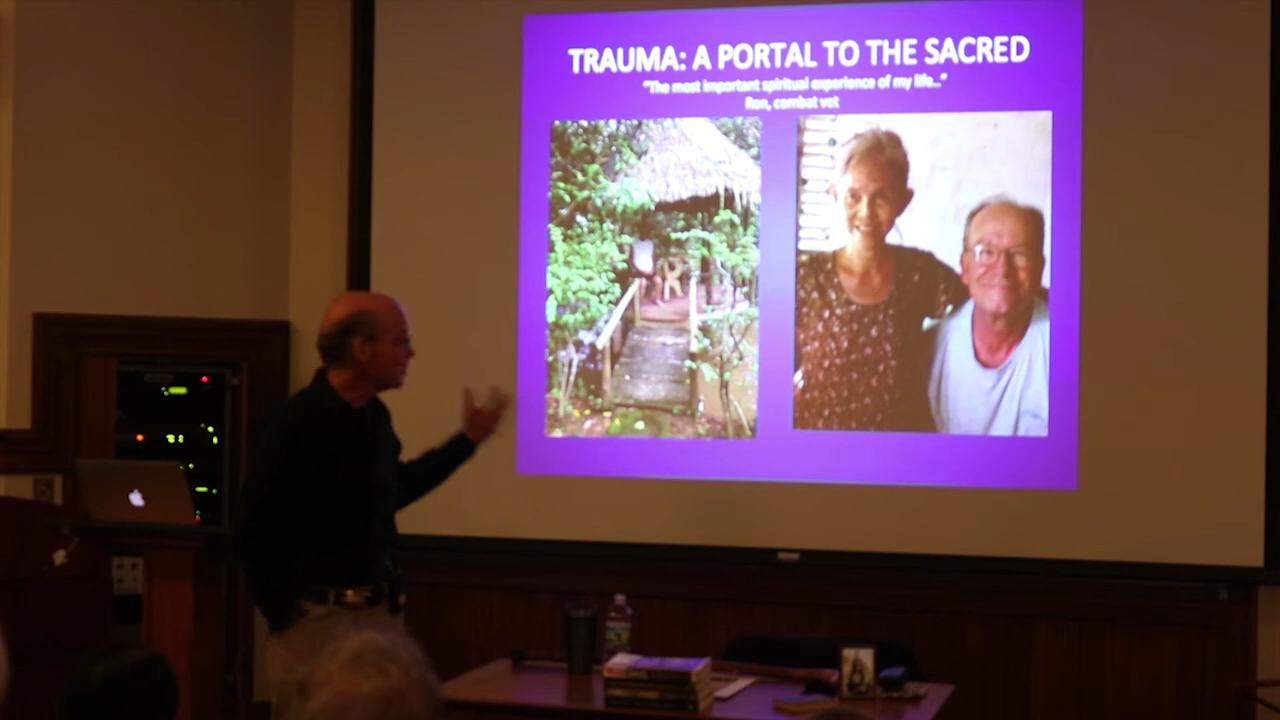 TRAUMA: A PORTAL TO THE SACRED
"The most important spiritual experience of my life..."
Ron, combat vet